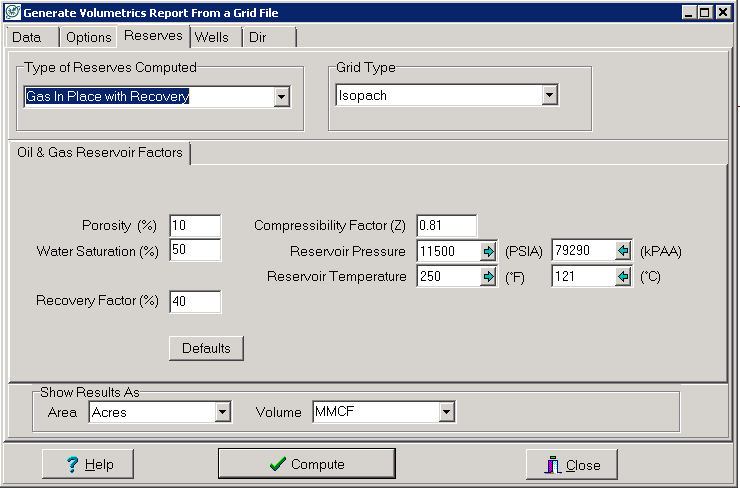 Generate Volumetrics Report From a Grid File
Data Options Reserves Wells Dir
Type of Reserves Computed Grid Type
Gas In Place with Recovery Isopach
Oil & Gas Reservoir Factors
Porosity (%) 10 Compressibility Factor (Z) 0.81
Water Saturation (%) 50 Reservoir Pressure 11500 (PSIA) 79290 (kPAA)
Reservoir Temperature 250 (°F) 121 (°C)
Recovery Factor (%) 40
Defaults
Show Results As
Area Acres Volume MMCF
Help Compute Close